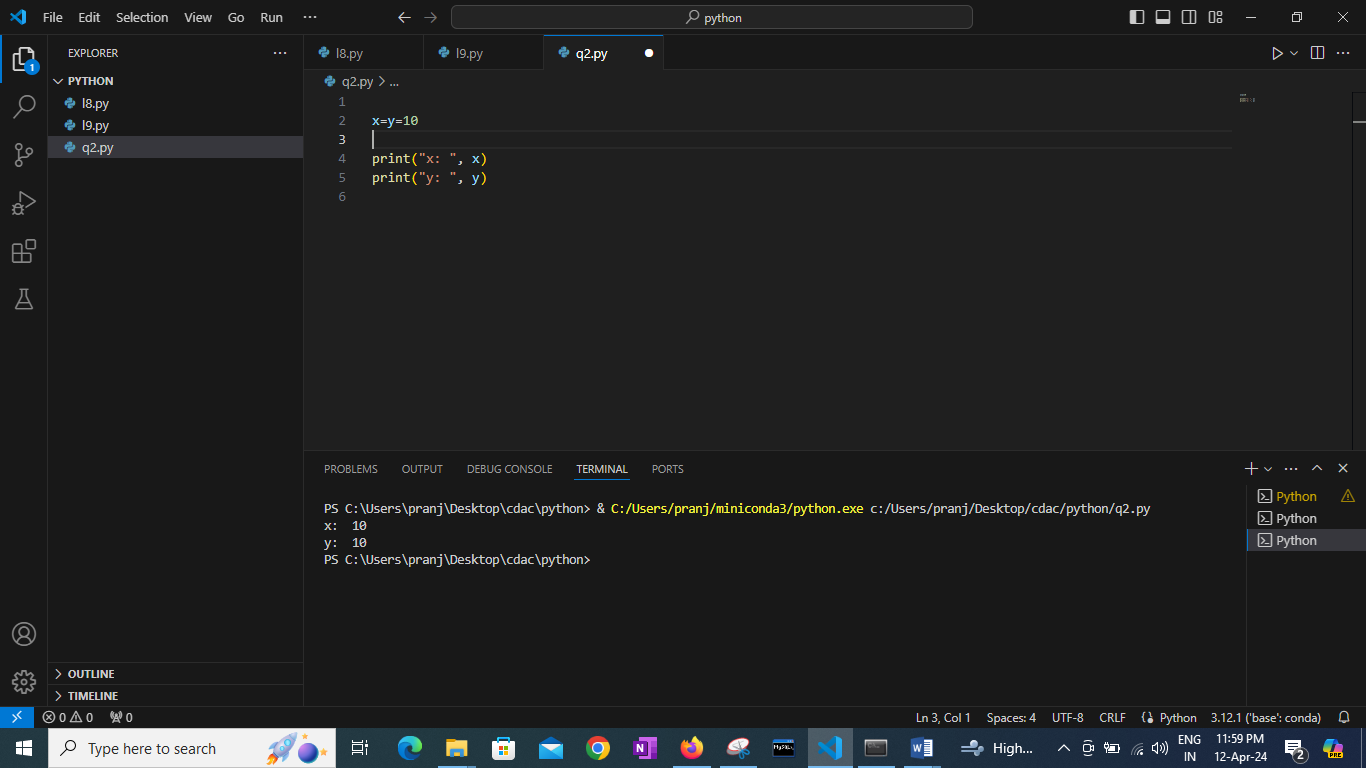 File Edit Selection View Go Run ··· python
EXPLORER ···
PYTHON
l8.py
l9.py
q2.py
OUTLINE
TIMELINE
l8.py l9.py q2.py
q2.py > ...
1
2 x=y=10
3
4 print("x: ", x)
5 print("y: ", y)
6
PROBLEMS OUTPUT DEBUG CONSOLE TERMINAL PORTS
PS C:\Users\pranj\Desktop\cdac\python> & C:/Users/pranj/miniconda3/python.exe c:/Users/pranj/Desktop/cdac/python/q2.py
x:  10
y:  10
PS C:\Users\pranj\Desktop\cdac\python>
Python
Python
Python
1
0 0 0 Ln 3, Col 1 Spaces: 4 UTF-8 CRLF Python 3.12.1 ('base': conda)
Type here to search MySQL High... ENG 11:59 PM
IN 12-Apr-24 2 PRE